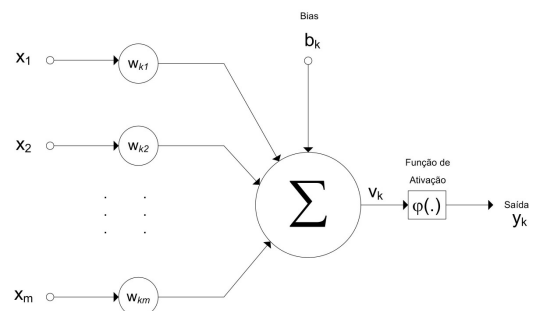 Bias
b_k
x_1
w_k1
x_2
w_k2
Função de
Ativação
. .
. .
. .
Σ
v_k
φ(.)
Saída
y_k
x_m
w_km